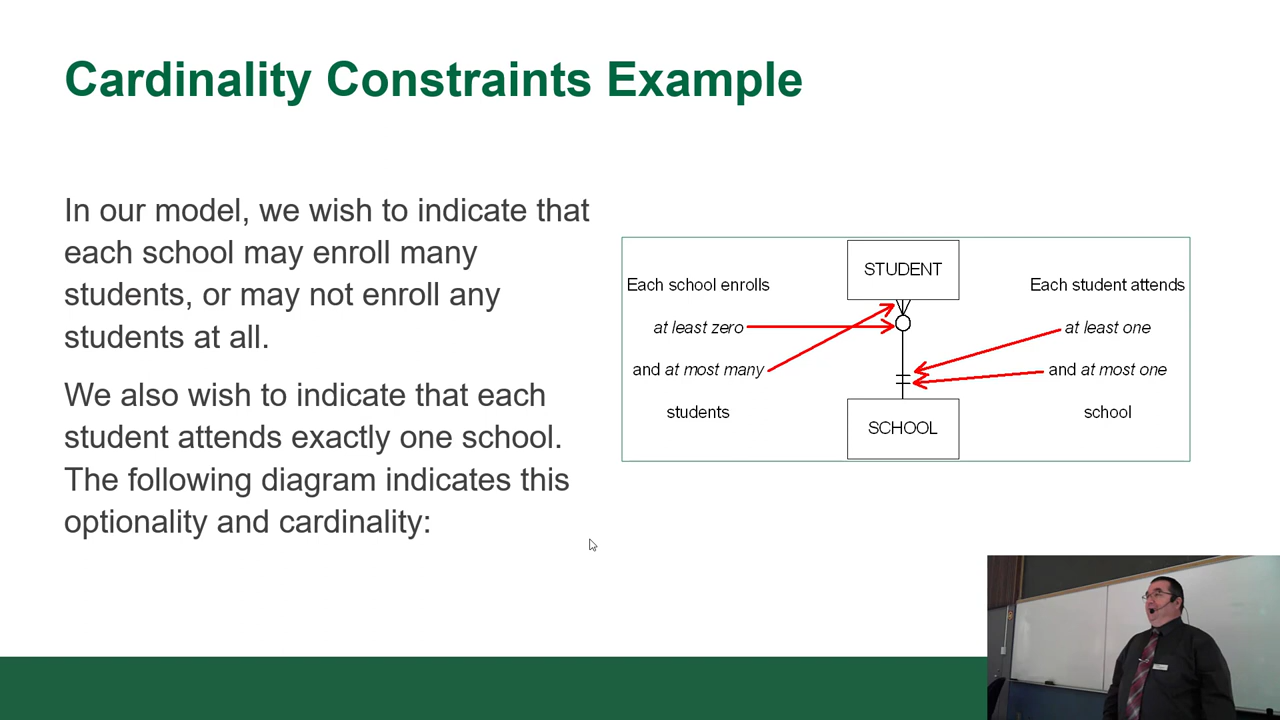 Cardinality Constraints Example
In our model, we wish to indicate that
each school may enroll many
students, or may not enroll any
students at all.
We also wish to indicate that each
student attends exactly one school.
The following diagram indicates this
optionality and cardinality:
STUDENT
Each school enrolls
at least zero
and at most many
students
Each student attends
at least one
and at most one
school
SCHOOL